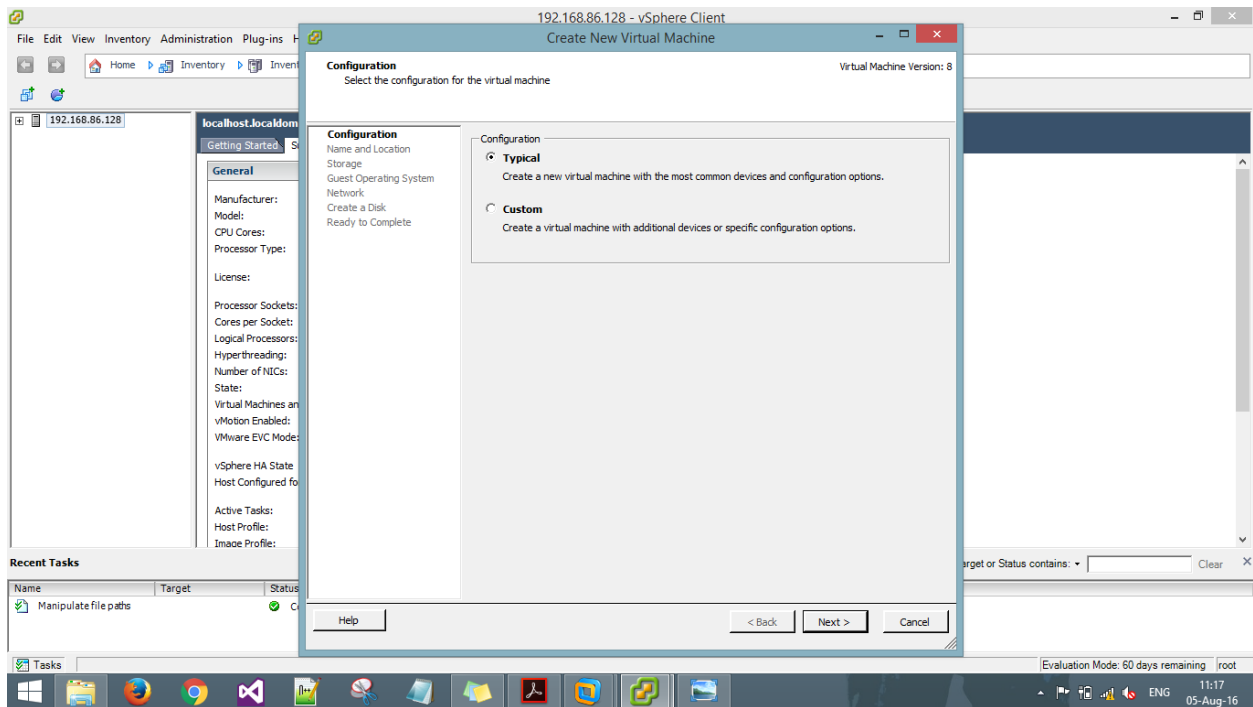 192.168.86.128 - vSphere Client
File Edit View Inventory Administration Plug-ins H
Create New Virtual Machine
Home Inventory Invent
Configuration
Select the configuration for the virtual machine
Virtual Machine Version: 8
192.168.86.128
localhost.localdom
Getting Started
General
Manufacturer:
Model:
CPU Cores:
Processor Type:
License:
Processor Sockets:
Cores per Socket:
Logical Processors:
Hyperthreading:
Number of NICs:
State:
Virtual Machines an
vMotion Enabled:
VMware EVC Mode:
vSphere HA State
Host Configured fo
Active Tasks:
Host Profile:
Image Profile:
Configuration
Name and Location
Storage
Guest Operating System
Network
Create a Disk
Ready to Complete
Configuration
Typical
Create a new virtual machine with the most common devices and configuration options.
Custom
Create a virtual machine with additional devices or specific configuration options.
Help
< Back Next > Cancel
Recent Tasks
arget or Status contains: Clear
Name Target Status
Manipulate file paths
Tasks
Evaluation Mode: 60 days remaining root
ENG
11:17
05-Aug-16